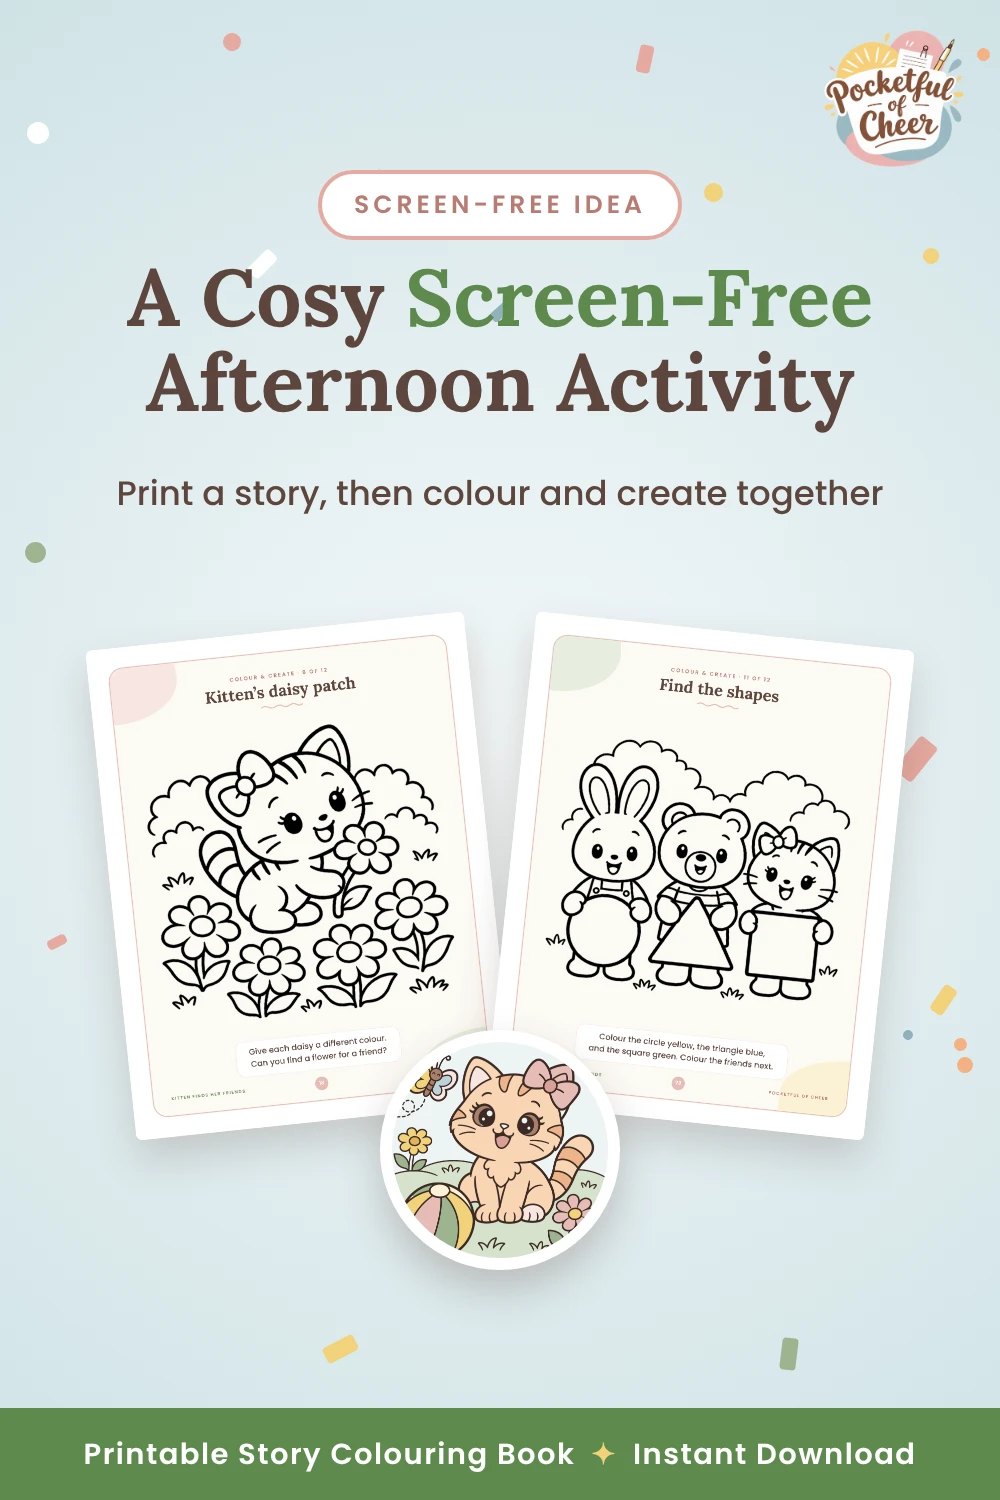 Pocketful
of
Cheer
SCREEN-FREE IDEA
A Cosy Screen-Free
Afternoon Activity
Print a story, then colour and create together
COLOUR & CREATE · 8 OF 12
Kitten's daisy patch
Give each daisy a different colour.
Can you find a flower for a friend?
KITTEN FINDS HER FRIENDS
COLOUR & CREATE · 11 OF 12
Find the shapes
Colour the circle yellow, the triangle blue,
and the square green. Colour the friends next.
POCKETFUL OF CHEER
Printable Story Colouring Book ✦ Instant Download